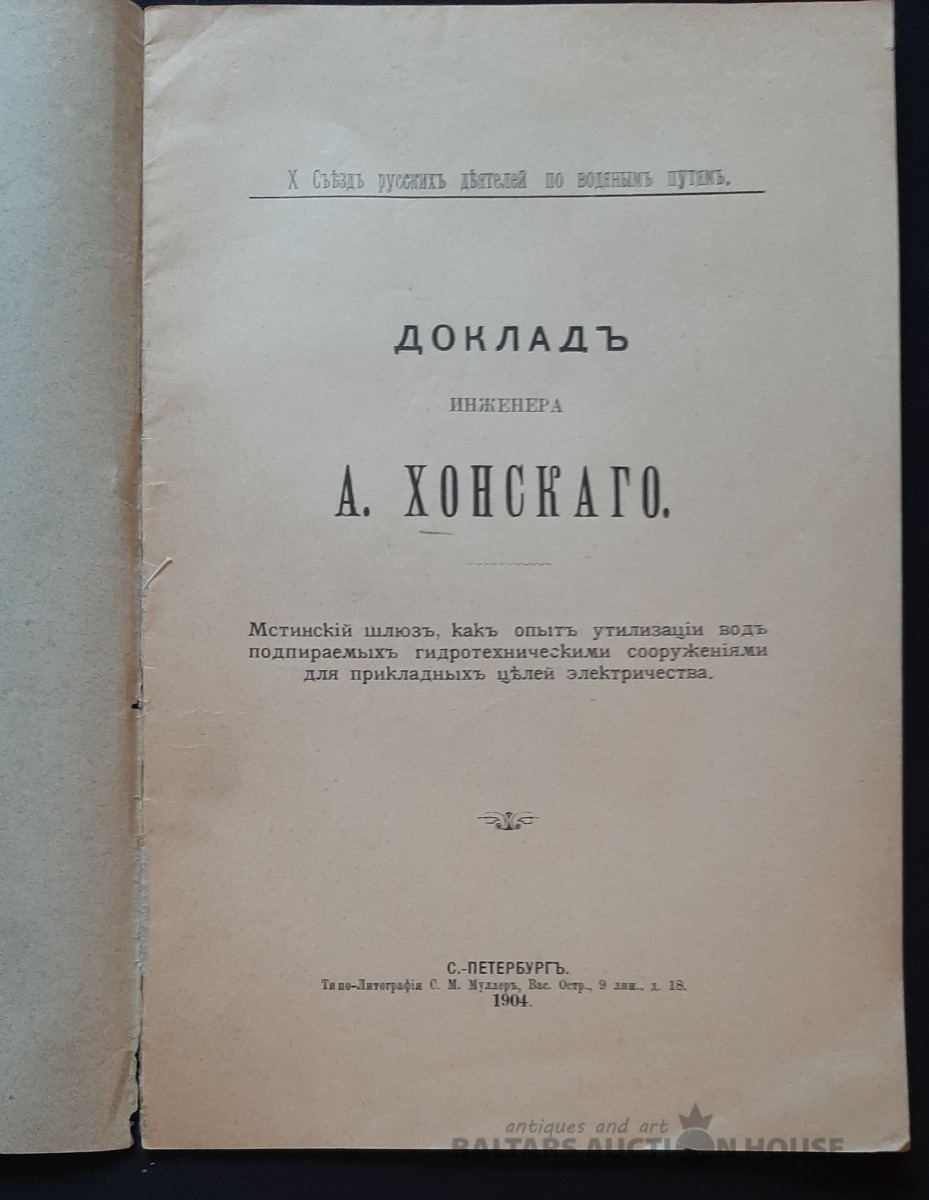 X Съѣздъ русскихъ дѣятелей по водянымъ путямъ.
ДОКЛАДЪ
ИНЖЕНЕРА
А. ХОНСКАГО.
Мстинскій шлюзъ, какъ опытъ утилизаціи водъ
подпираемыхъ гидротехническими сооруженіями
для прикладныхъ цѣлей электричества.
С.-ПЕТЕРБУРГЪ.
Типо-Литографія С. М. Муллеръ, Вас. Остр., 9 лин.. д. 18.
1904.
antiques and art
BALTARS AUCTION HOUSE